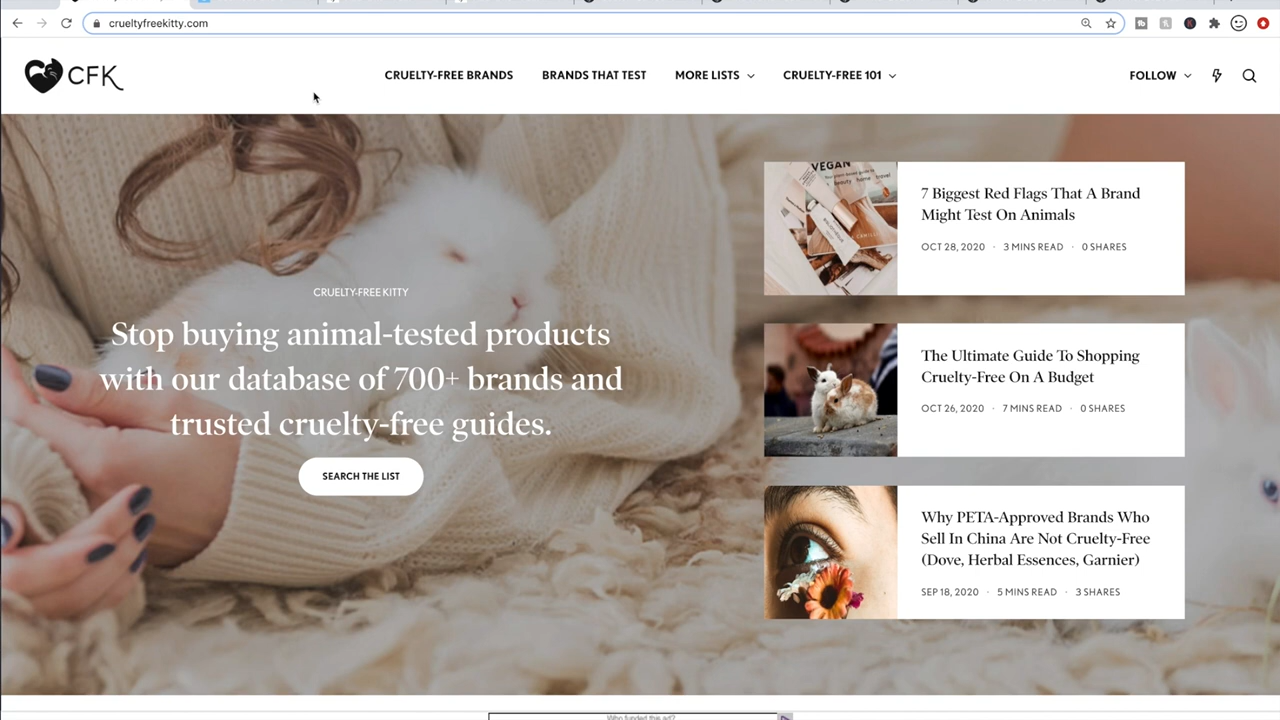 crueltyfreekitty.com
CFK
CRUELTY-FREE BRANDS
BRANDS THAT TEST
MORE LISTS
CRUELTY-FREE 101
FOLLOW
CRUELTY-FREE KITTY
Stop buying animal-tested products
with our database of 700+ brands and
trusted cruelty-free guides.
SEARCH THE LIST
VEGAN
7 Biggest Red Flags That A Brand
Might Test On Animals
OCT 28, 2020 · 3 MINS READ · 0 SHARES
The Ultimate Guide To Shopping
Cruelty-Free On A Budget
OCT 26, 2020 · 7 MINS READ · 0 SHARES
Why PETA-Approved Brands Who
Sell In China Are Not Cruelty-Free
(Dove, Herbal Essences, Garnier)
SEP 18, 2020 · 5 MINS READ · 3 SHARES
Who funded this ad?